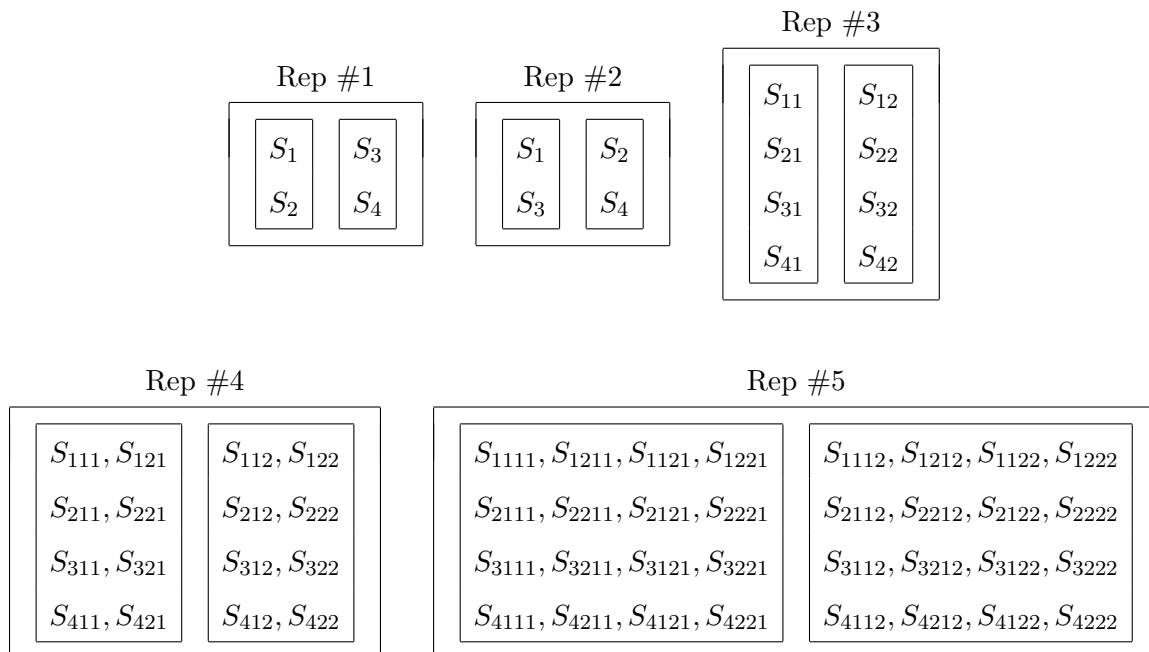 Rep #3
Rep #1 Rep #2
S₁₁ S₁₂
S₁ S₃ S₁ S₂ S₂₁ S₂₂
S₂ S₄ S₃ S₄ S₃₁ S₃₂
S₄₁ S₄₂
Rep #4 Rep #5
S₁₁₁, S₁₂₁ S₁₁₂, S₁₂₂ S₁₁₁₁, S₁₂₁₁, S₁₁₂₁, S₁₂₂₁ S₁₁₁₂, S₁₂₁₂, S₁₁₂₂, S₁₂₂₂
S₂₁₁, S₂₂₁ S₂₁₂, S₂₂₂ S₂₁₁₁, S₂₂₁₁, S₂₁₂₁, S₂₂₂₁ S₂₁₁₂, S₂₂₁₂, S₂₁₂₂, S₂₂₂₂
S₃₁₁, S₃₂₁ S₃₁₂, S₃₂₂ S₃₁₁₁, S₃₂₁₁, S₃₁₂₁, S₃₂₂₁ S₃₁₁₂, S₃₂₁₂, S₃₁₂₂, S₃₂₂₂
S₄₁₁, S₄₂₁ S₄₁₂, S₄₂₂ S₄₁₁₁, S₄₂₁₁, S₄₁₂₁, S₄₂₂₁ S₄₁₁₂, S₄₂₁₂, S₄₁₂₂, S₄₂₂₂